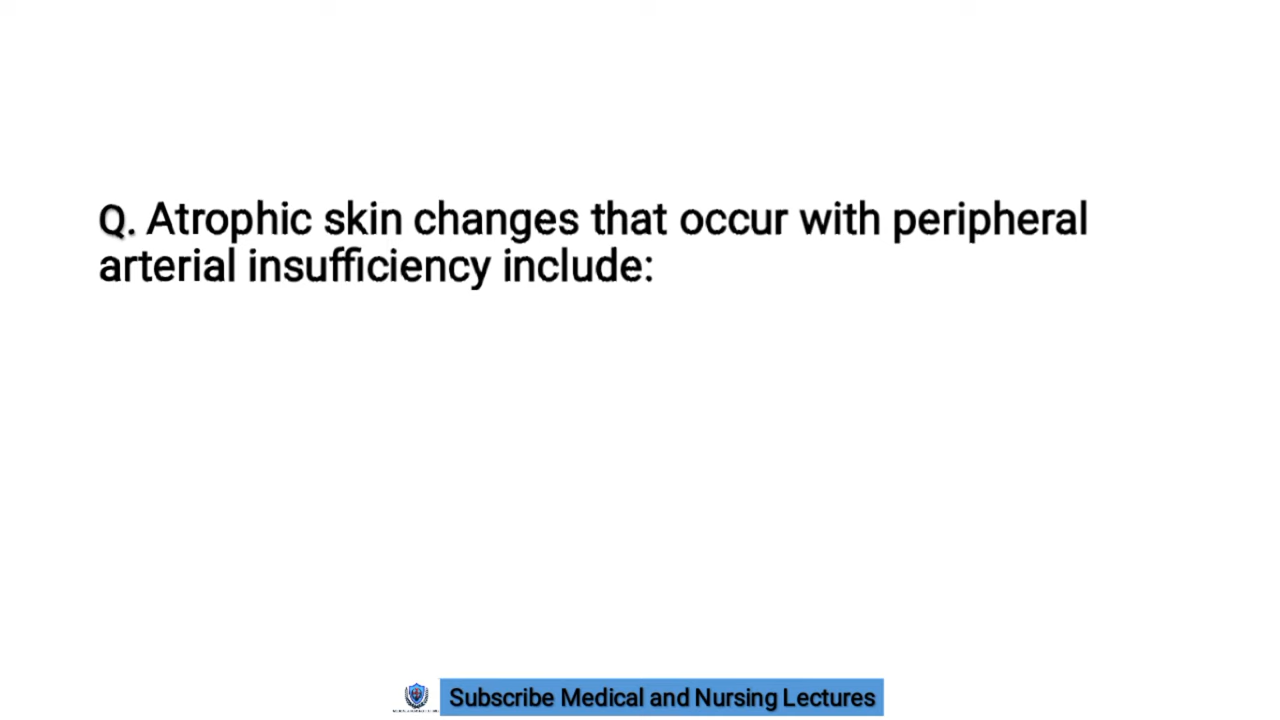 Q. Atrophic skin changes that occur with peripheral
arterial insufficiency include:
Subscribe Medical and Nursing Lectures